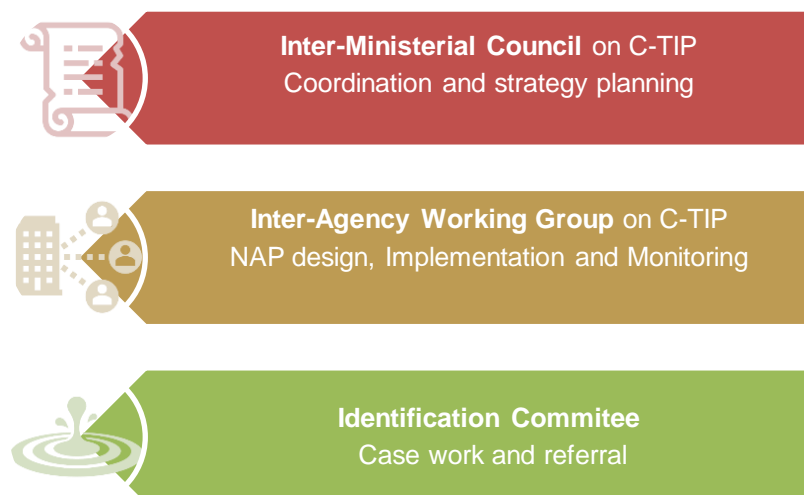 Inter-Ministerial Council on C-TIP
Coordination and strategy planning
Inter-Agency Working Group on C-TIP
NAP design, Implementation and Monitoring
Identification Commitee
Case work and referral